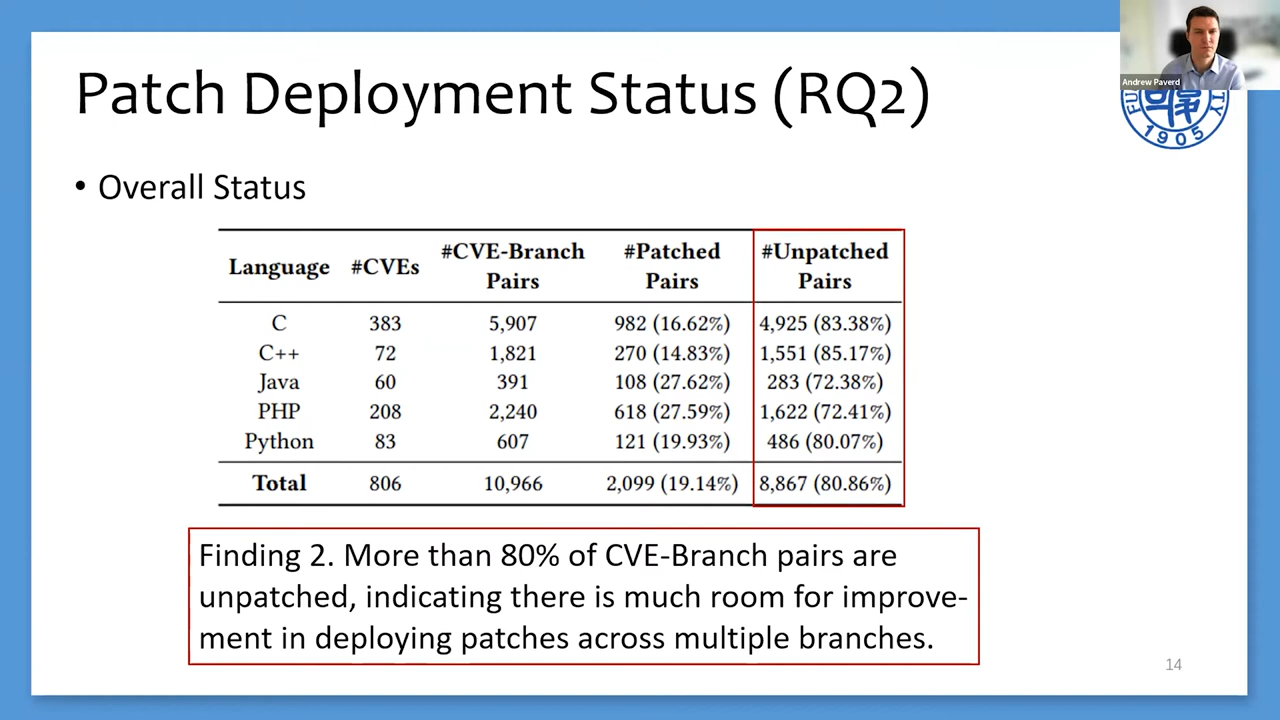 Andrew Paverd
1905
Patch Deployment Status (RQ2)
• Overall Status
Language #CVEs #CVE-Branch Pairs #Patched Pairs #Unpatched Pairs
C 383 5,907 982 (16.62%) 4,925 (83.38%)
C++ 72 1,821 270 (14.83%) 1,551 (85.17%)
Java 60 391 108 (27.62%) 283 (72.38%)
PHP 208 2,240 618 (27.59%) 1,622 (72.41%)
Python 83 607 121 (19.93%) 486 (80.07%)
Total 806 10,966 2,099 (19.14%) 8,867 (80.86%)
Finding 2. More than 80% of CVE-Branch pairs are
unpatched, indicating there is much room for improve-
ment in deploying patches across multiple branches.
14